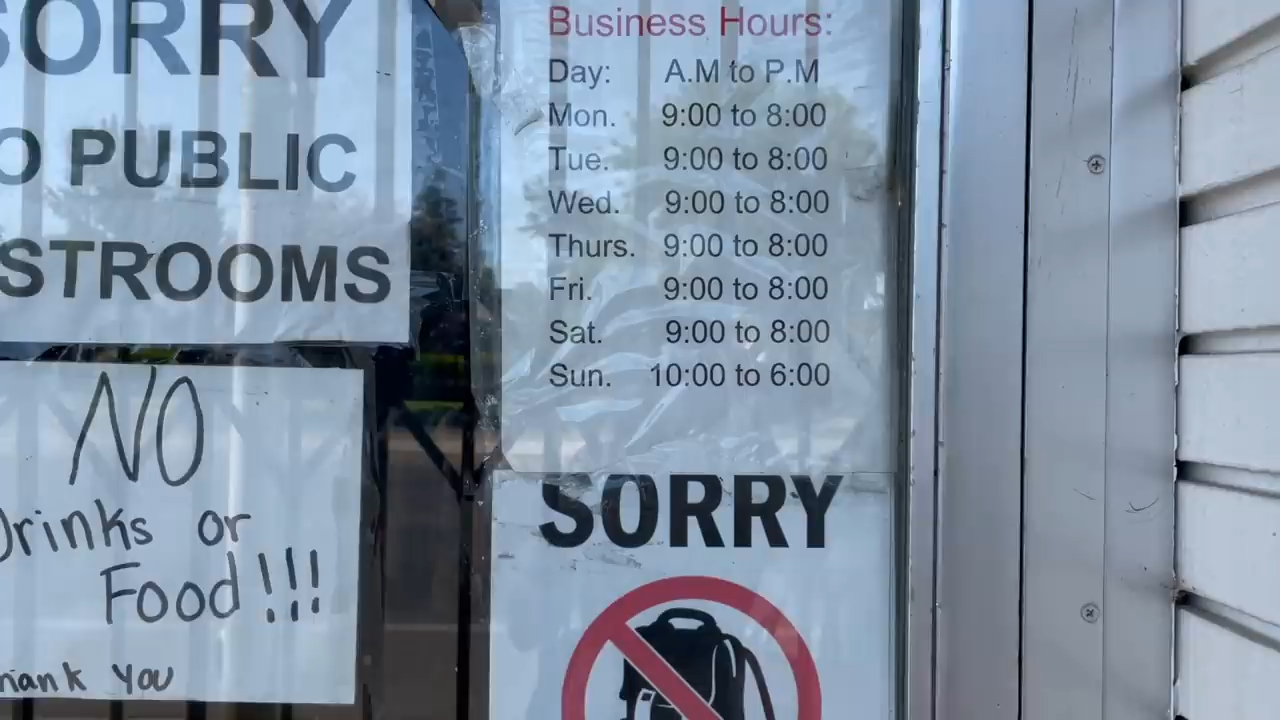 SORRY
O PUBLIC
STROOMS
NO
Drinks or
Food!!!
hank You
Business Hours:
Day: A.M to P.M
Mon. 9:00 to 8:00
Tue. 9:00 to 8:00
Wed. 9:00 to 8:00
Thurs. 9:00 to 8:00
Fri. 9:00 to 8:00
Sat. 9:00 to 8:00
Sun. 10:00 to 6:00
SORRY